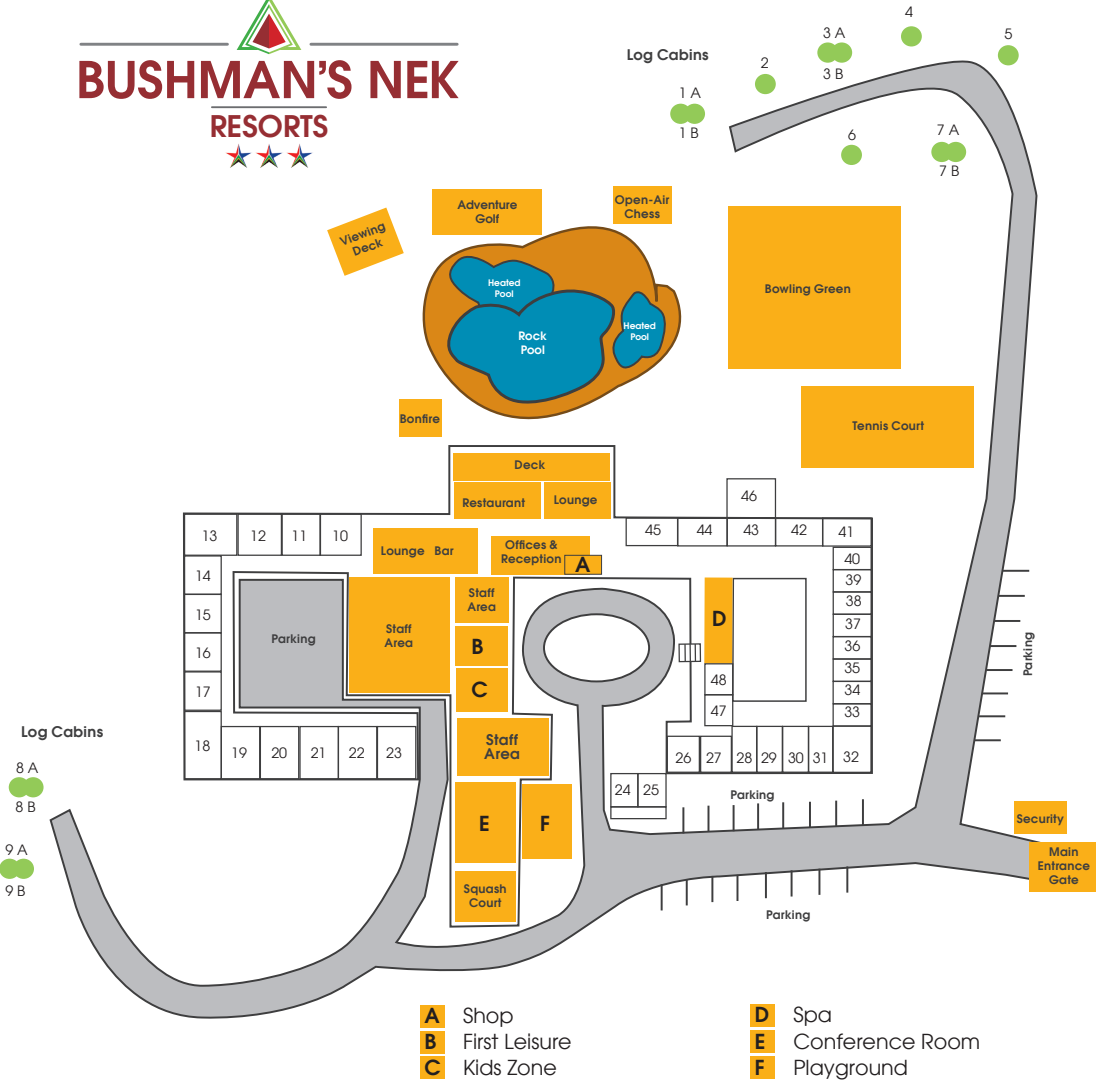 BUSHMAN'S NEK
RESORTS
Log Cabins
1 A
1 B
2
3 A
3 B
4
5
6
7 A
7 B
Viewing
Deck
Adventure
Golf
Open-Air
Chess
Heated
Pool
Rock
Pool
Heated
Pool
Bowling Green
Tennis Court
Bonfire
Deck
Restaurant
Lounge
Lounge Bar
Offices &
Reception
A
13
12
11
10
14
15
16
17
18
19
20
21
22
23
Parking
Staff
Area
Staff
Area
B
C
Staff
Area
E
F
Squash
Court
D
48
47
46
45
44
43
42
41
40
39
38
37
36
35
34
33
32
31
30
29
28
27
26
24
25
Parking
Parking
Parking
Security
Main
Entrance
Gate
Log Cabins
8 A
8 B
9 A
9 B
A Shop
B First Leisure
C Kids Zone
D Spa
E Conference Room
F Playground